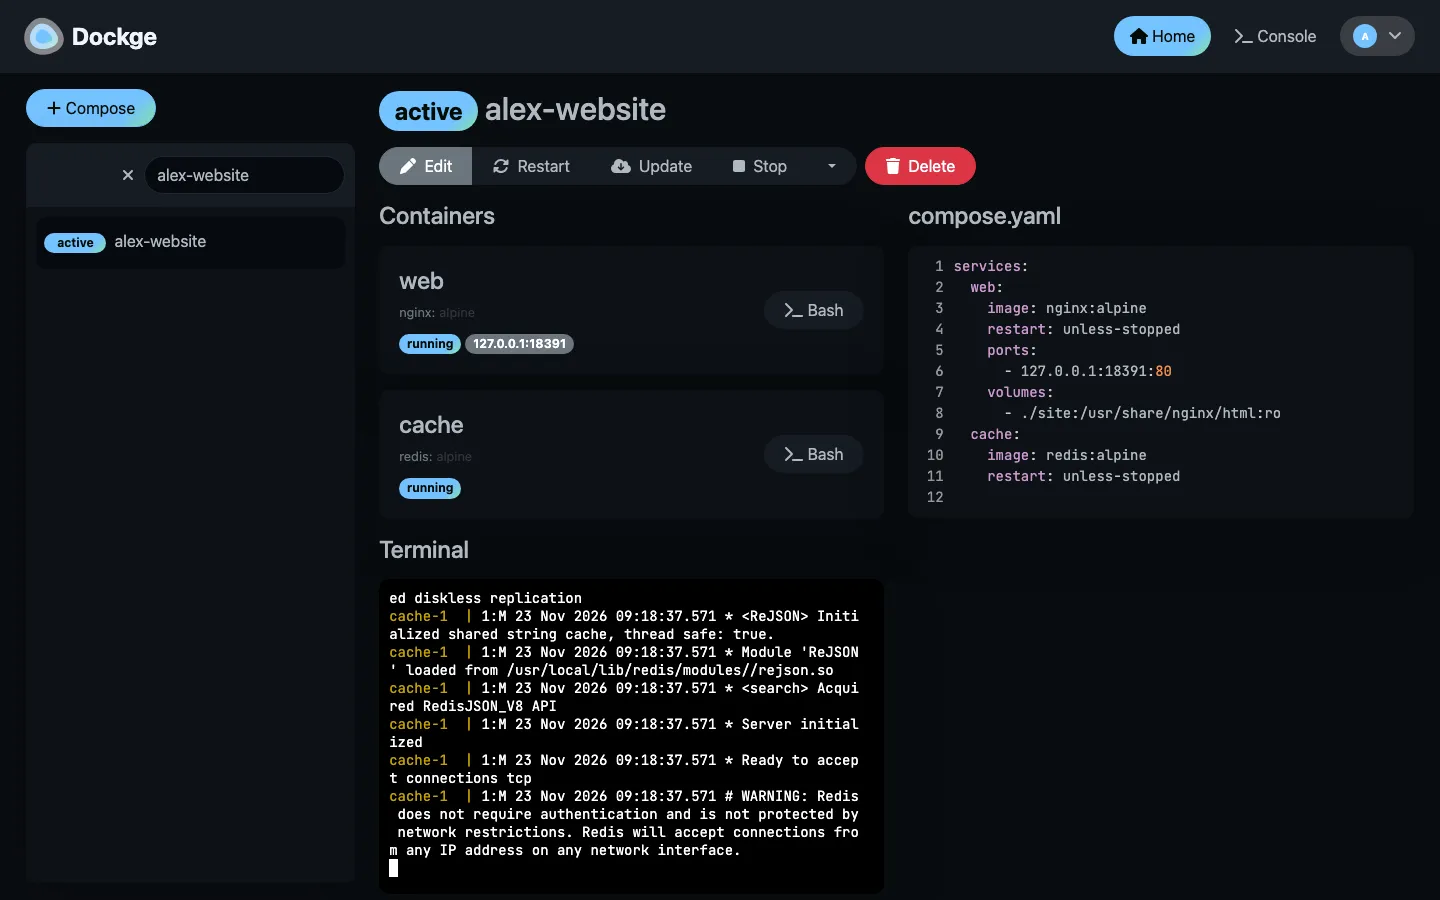 Dockge
Home
Console
A
+ Compose
alex-website
active alex-website
active alex-website
Edit
Restart
Update
Stop
Delete
Containers
web
nginx: alpine
running 127.0.0.1:18391
Bash
cache
redis: alpine
running
Bash
Terminal
ed diskless replication
cache-1  | 1:M 23 Nov 2026 09:18:37.571 * <ReJSON> Initi
alized shared string cache, thread safe: true.
cache-1  | 1:M 23 Nov 2026 09:18:37.571 * Module 'ReJSON
' loaded from /usr/local/lib/redis/modules//rejson.so
cache-1  | 1:M 23 Nov 2026 09:18:37.571 * <search> Acqui
red RedisJSON_V8 API
cache-1  | 1:M 23 Nov 2026 09:18:37.571 * Server initial
ized
cache-1  | 1:M 23 Nov 2026 09:18:37.571 * Ready to accep
t connections tcp
cache-1  | 1:M 23 Nov 2026 09:18:37.571 # WARNING: Redis
 does not require authentication and is not protected by
 network restrictions. Redis will accept connections fro
m any IP address on any network interface.
compose.yaml
1 services:
2   web:
3     image: nginx:alpine
4     restart: unless-stopped
5     ports:
6       - 127.0.0.1:18391:80
7     volumes:
8       - ./site:/usr/share/nginx/html:ro
9   cache:
10     image: redis:alpine
11     restart: unless-stopped
12